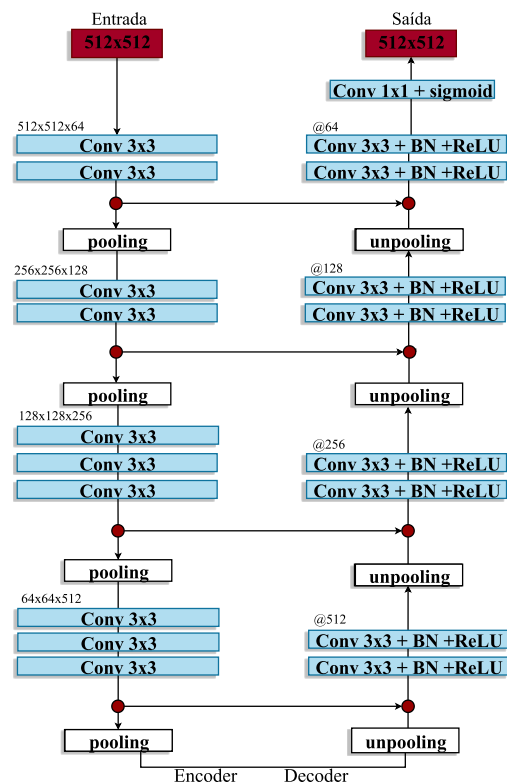 Entrada
512x512
512x512x64
Conv 3x3
Conv 3x3
pooling
256x256x128
Conv 3x3
Conv 3x3
pooling
128x128x256
Conv 3x3
Conv 3x3
Conv 3x3
pooling
64x64x512
Conv 3x3
Conv 3x3
Conv 3x3
pooling
Encoder
Saída
512x512
Conv 1x1 + sigmoid
@64
Conv 3x3 + BN +ReLU
Conv 3x3 + BN +ReLU
unpooling
@128
Conv 3x3 + BN +ReLU
Conv 3x3 + BN +ReLU
unpooling
@256
Conv 3x3 + BN +ReLU
Conv 3x3 + BN +ReLU
unpooling
@512
Conv 3x3 + BN +ReLU
Conv 3x3 + BN +ReLU
unpooling
Decoder